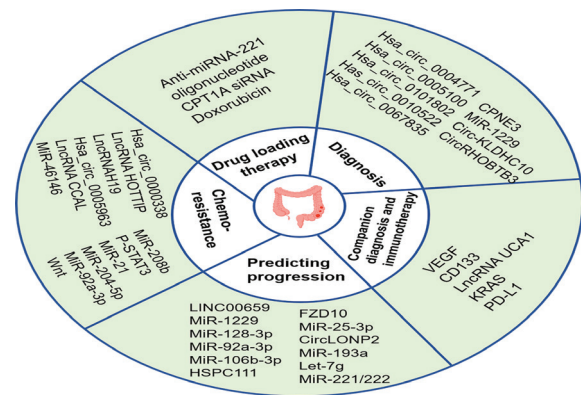 Anti-miRNA-221
oligonucleotide
CPT1A siRNA
Doxorubicin
Hsa_circ_0004771
Hsa_circ_0005100
Hsa_circ_0101802
Has_circ_0010522
Hsa_circ_0067835
CPNE3
MiR-1229
Circ-KLDHC10
CircRHOBTB3
Drug loading
therapy
Diagnosis
Chemo-
resistance
Companion
diagnosis and
immunotherapy
Predicting
progression
Hsa_circ_0000338
LncRNA HOTTIP
LncRNAH19
Hsa_circ_0005963
LncRNA CCAL
MiR-46146
MiR-208b
P-STAT3
MiR-21
MiR-204-5p
MiR-92a-3p
Wnt
VEGF
CD133
LncRNA UCA1
KRAS
PD-L1
LINC00659
MiR-1229
MiR-128-3p
MiR-92a-3p
MiR-106b-3p
HSPC111
FZD10
MiR-25-3p
CircLONP2
MiR-193a
Let-7g
MiR-221/222